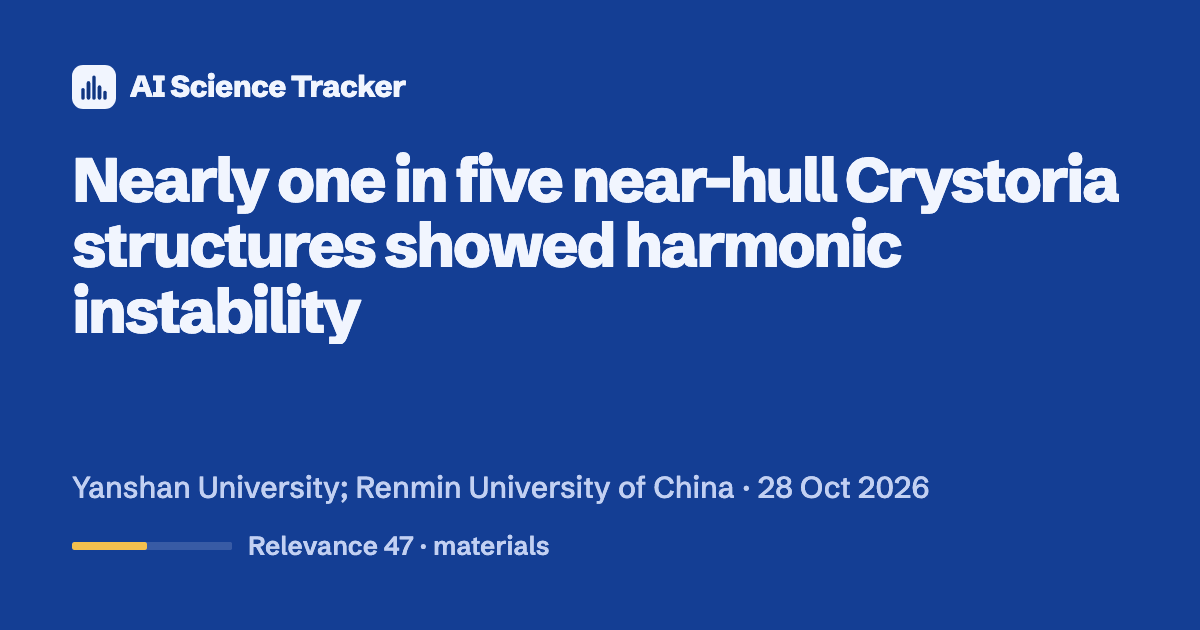 AI Science Tracker
Nearly one in five near-hull Crystoria
structures showed harmonic
instability
Yanshan University; Renmin University of China · 28 Oct 2026
Relevance 47 · materials